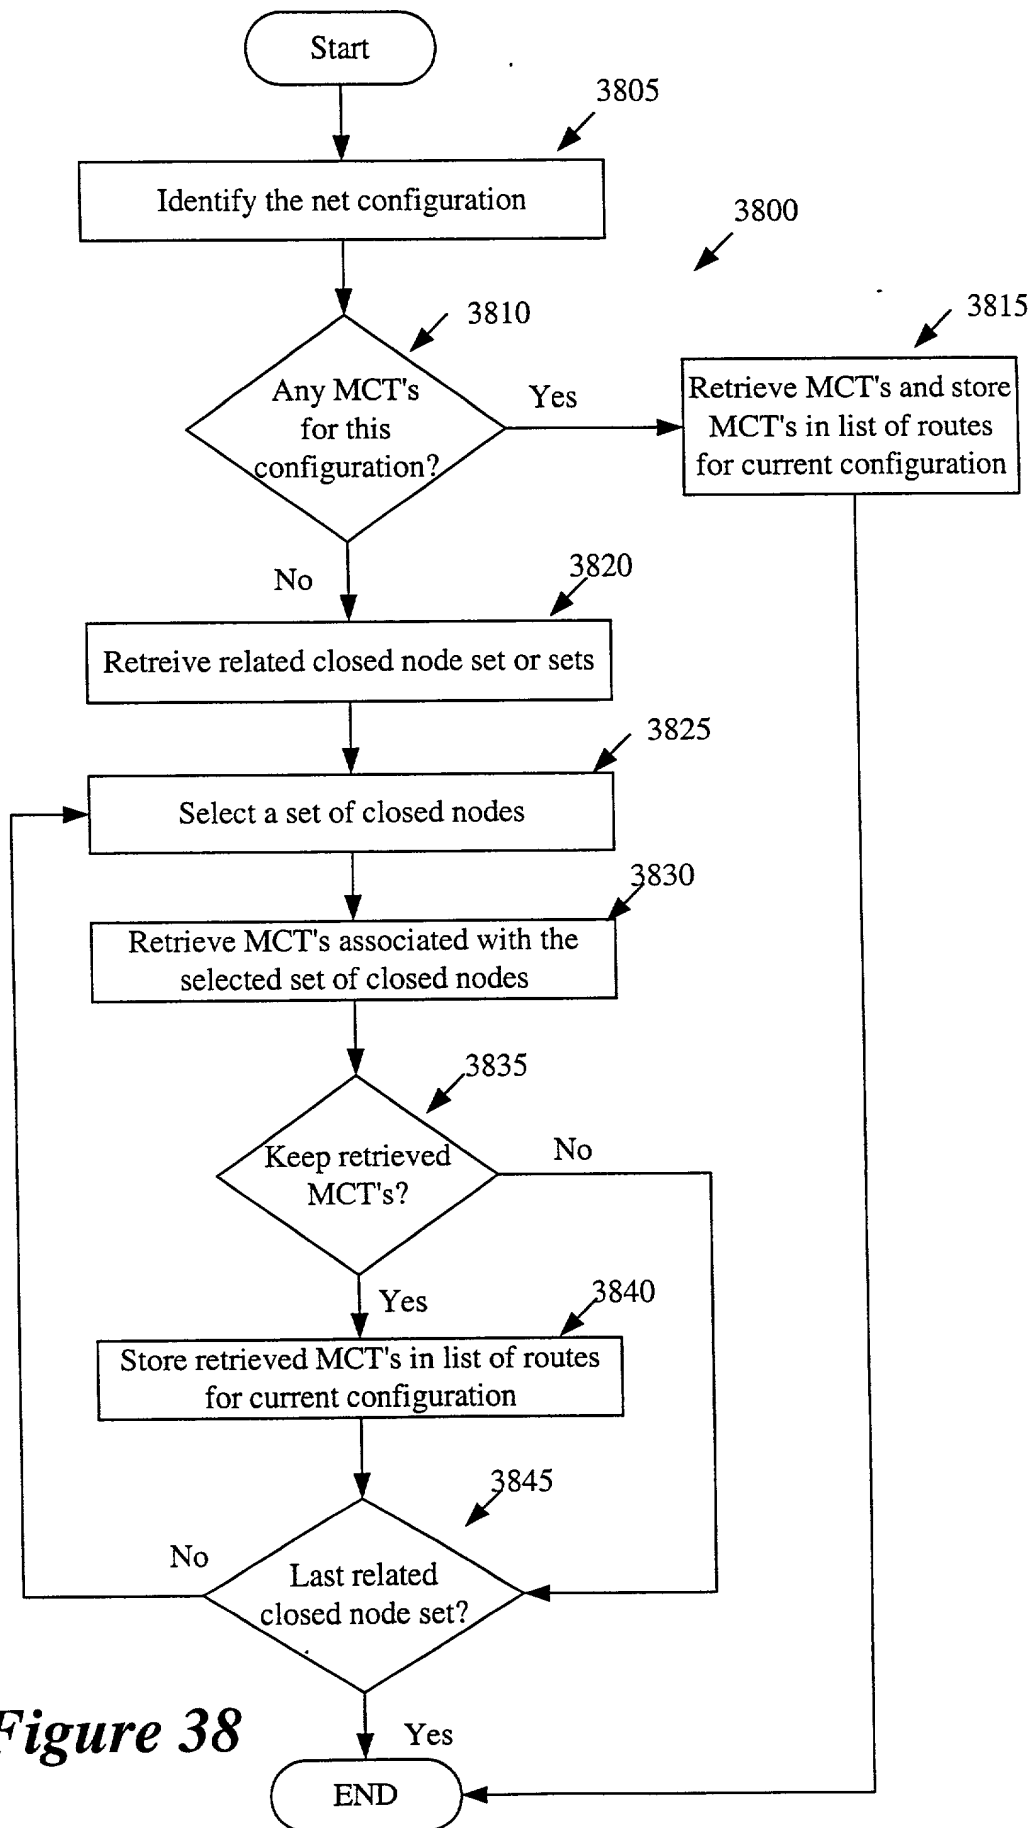 Start
3805
Identify the net configuration
3800
3810
3815
Any MCT's
for this
configuration?
Yes
Retrieve MCT's and store
MCT's in list of routes
for current configuration
No
3820
Retreive related closed node set or sets
3825
Select a set of closed nodes
3830
Retrieve MCT's associated with the
selected set of closed nodes
3835
Keep retrieved
MCT's?
No
Yes
3840
Store retrieved MCT's in list of routes
for current configuration
3845
No
Last related
closed node set?
Figure 38
Yes
END